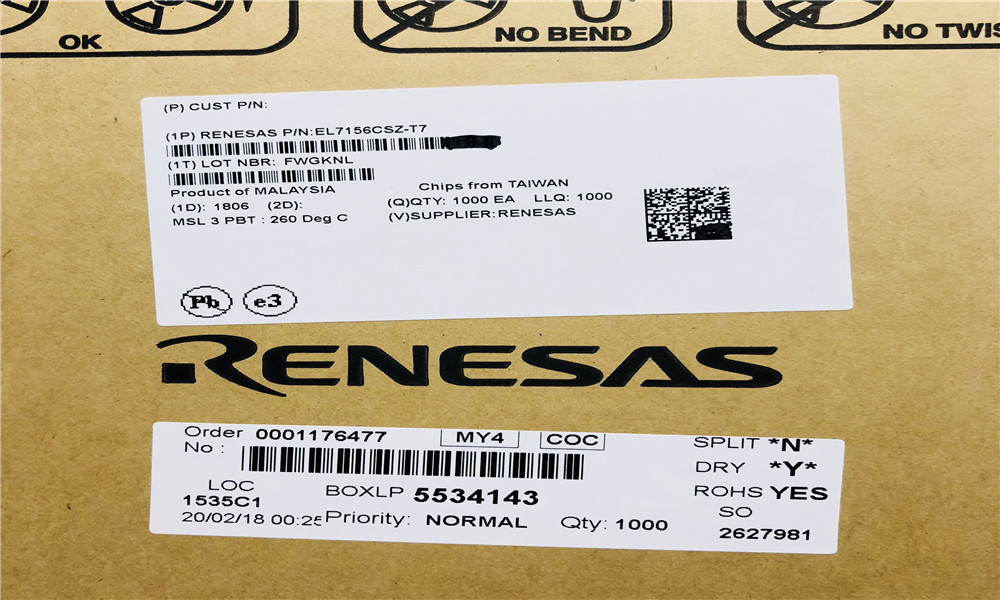 OK
NO BEND
NO TWIS
(P) CUST P/N:
(1P) RENESAS P/N:EL7156CSZ-T7
(1T) LOT NBR: FWGKNL
Product of MALAYSIA
Chips from TAIWAN
(1D): 1806 (2D):
(Q)QTY: 1000 EA LLQ: 1000
MSL 3 PBT : 260 Deg C
(V)SUPPLIER:RENESAS
Pb
e3
RENESAS
Order 0001176477 MY4 COC SPLIT *N*
No :
DRY *Y*
LOC
BOXLP 5534143
ROHS YES
1535C1
SO
20/02/18 00:25 Priority: NORMAL Qty: 1000
2627981